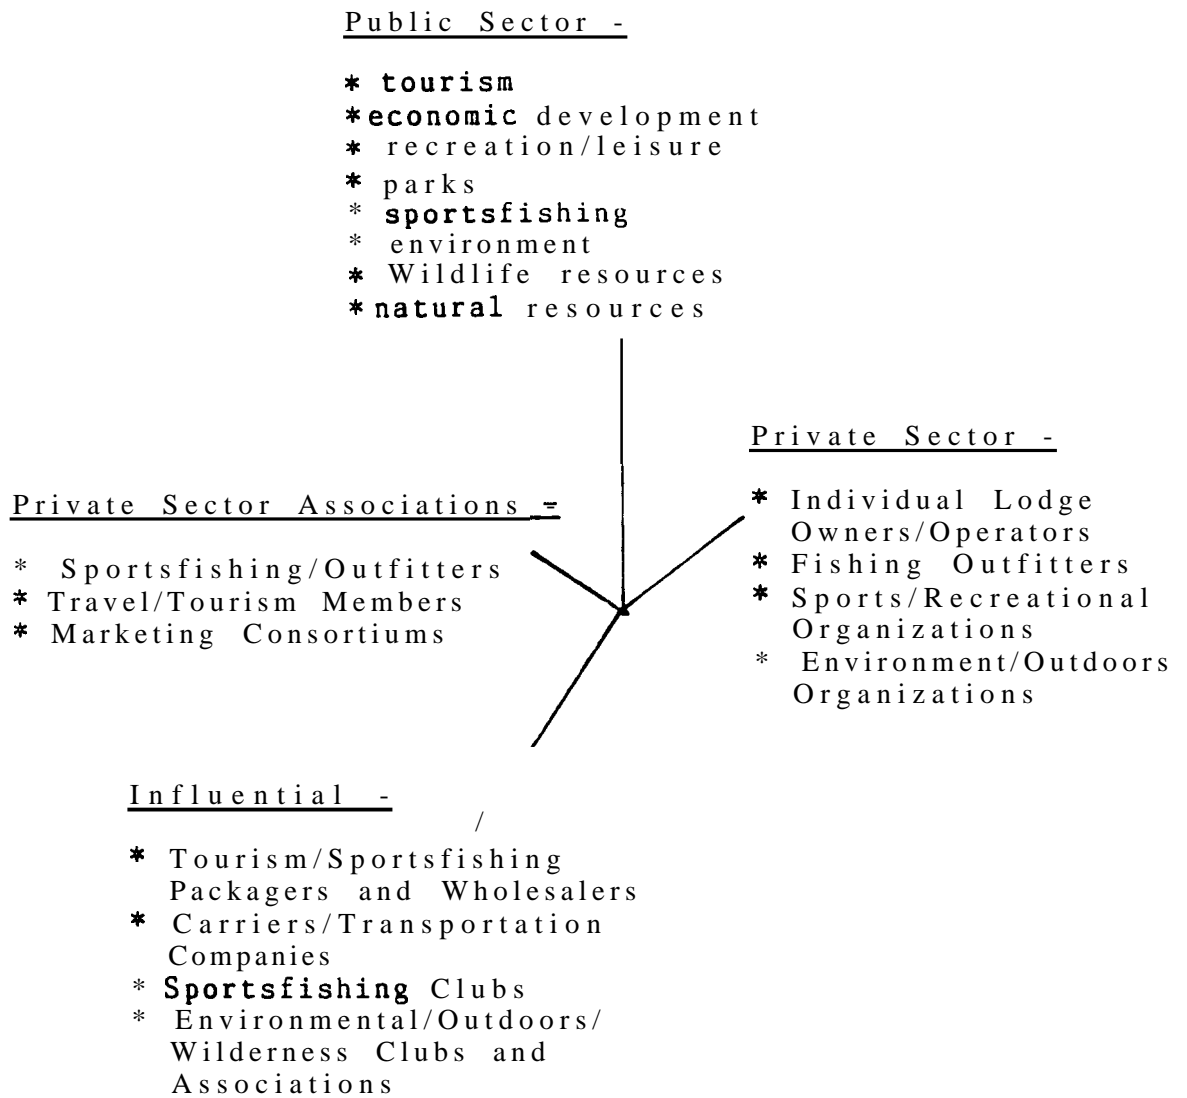 Public Sector -
* tourism
*economic development
* recreation/leisure
* parks
* sportsfishing
* environment
* Wildlife resources
*natural resources
Private Sector -
* Individual Lodge
Owners/Operators
* Fishing Outfitters
* Sports/Recreational
Organizations
* Environment/Outdoors
Organizations
Private Sector Associations -
* Sportsfishing/Outfitters
* Travel/Tourism Members
* Marketing Consortiums
Influential -
/
* Tourism/Sportsfishing
Packagers and Wholesalers
* Carriers/Transportation
Companies
* Sportsfishing Clubs
* Environmental/Outdoors/
Wilderness Clubs and
Associations